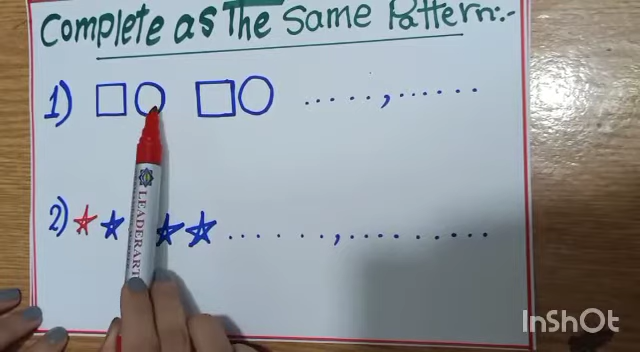 Complete as The Same Pattern:-
1) ....., ......
2) ......, .........
LEADERART
InShOt